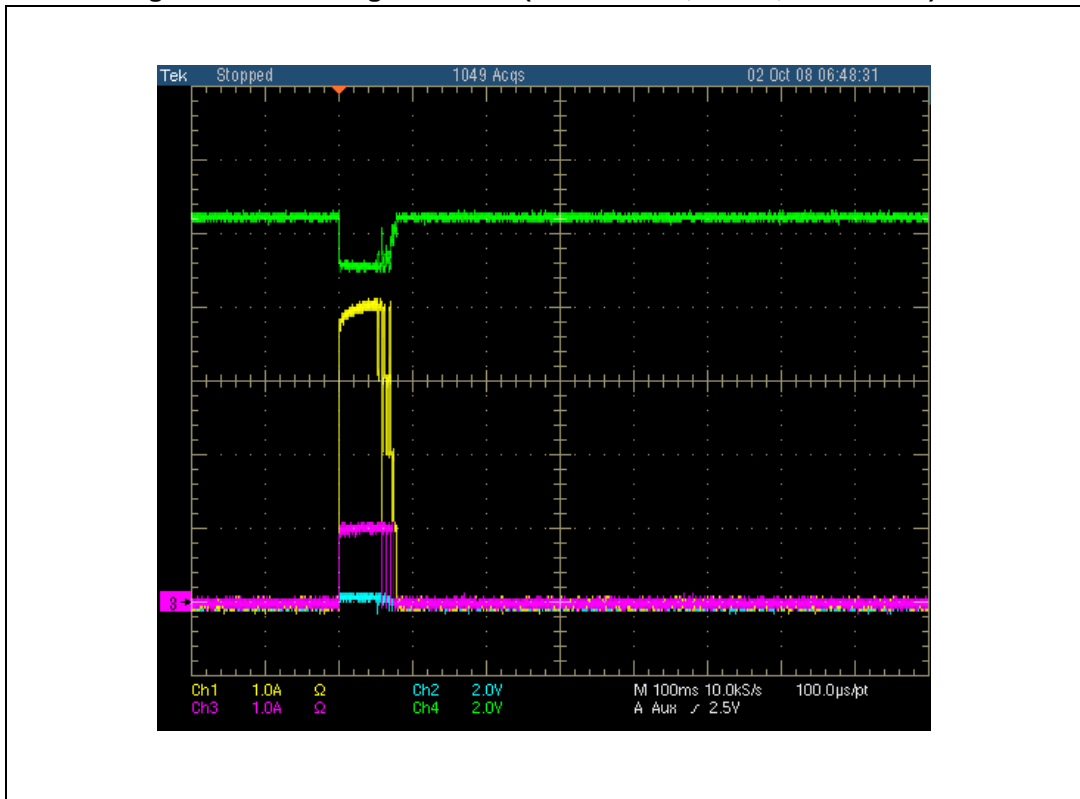 Tek Stopped 1049 Acqs 02 Oct 08 06:48:31
3
Ch1 1.0A Ω Ch2 2.0V M 100ms 10.0kS/s 100.0µs/pt
Ch3 1.0A Ω Ch4 2.0V A Aux ⁄ 2.5V